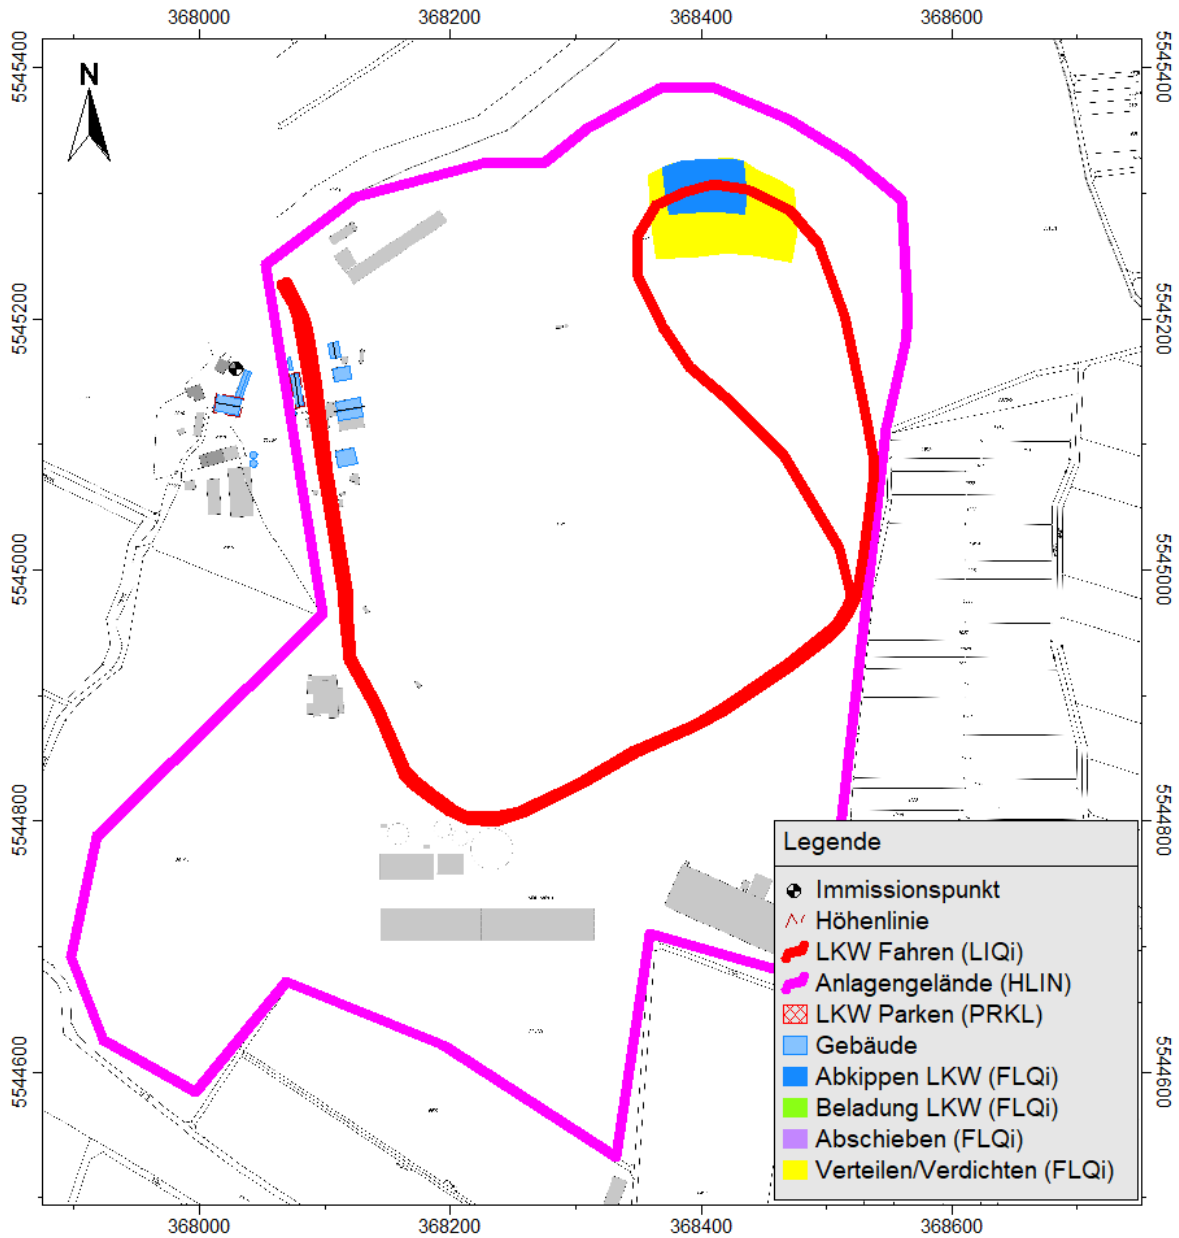 368000 368200 368400 368600
5545400 5545400
N
5545200 5545200
5545000 5545000
5544800 5544800
Legende
Immissionspunkt
Höhenlinie
LKW Fahren (LIQi)
Anlagengelände (HLIN)
LKW Parken (PRKL)
Gebäude
Abkippen LKW (FLQi)
Beladung LKW (FLQi)
Abschieben (FLQi)
Verteilen/Verdichten (FLQi)
5544600 5544600
368000 368200 368400 368600